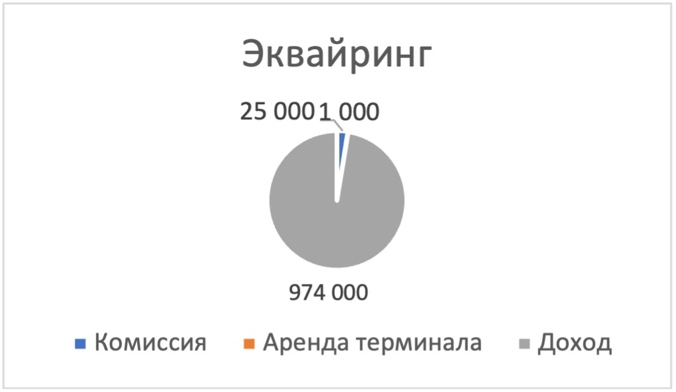 Эквайринг
25 000 1 000
974 000
Комиссия Аренда терминала Доход